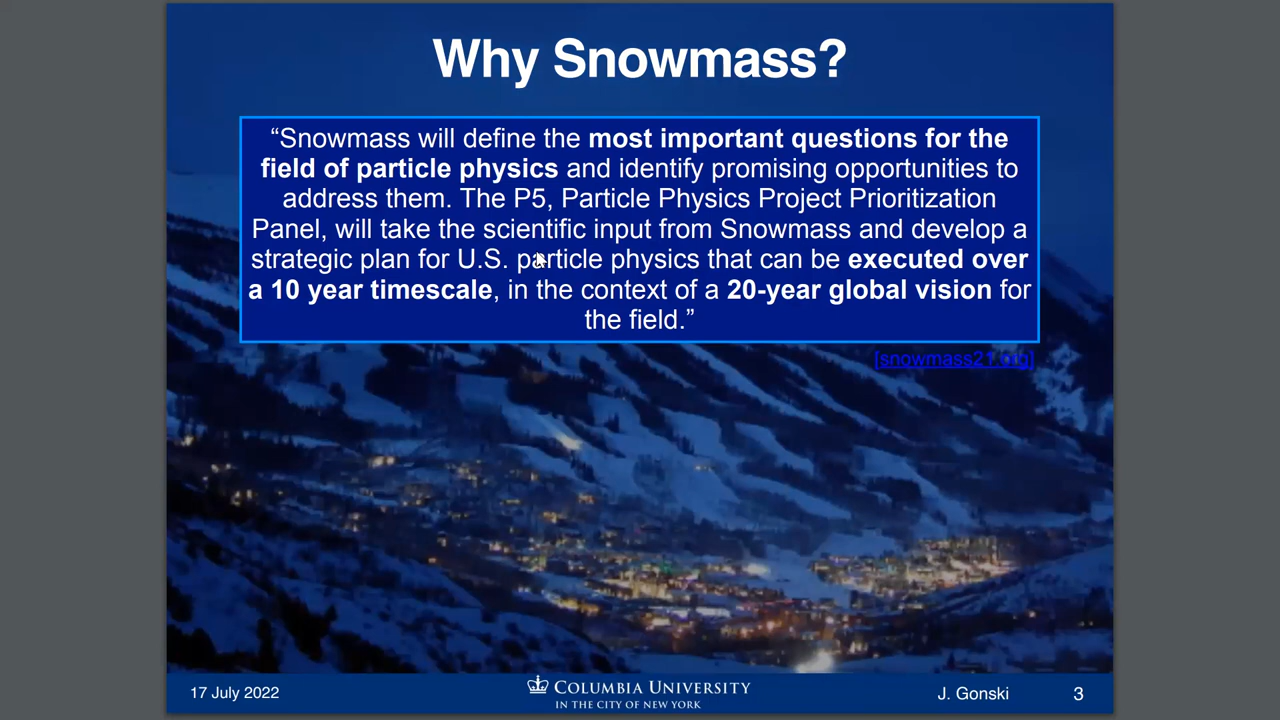 Why Snowmass?
“Snowmass will define the most important questions for the
field of particle physics and identify promising opportunities to
address them. The P5, Particle Physics Project Prioritization
Panel, will take the scientific input from Snowmass and develop a
strategic plan for U.S. particle physics that can be executed over
a 10 year timescale, in the context of a 20-year global vision for
the field.”
[snowmass21.org]
17 July 2022
COLUMBIA UNIVERSITY
IN THE CITY OF NEW YORK
J. Gonski
3